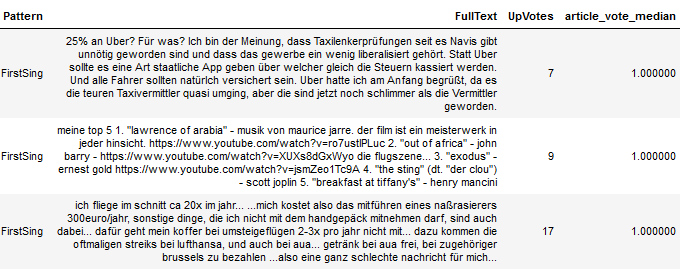 Pattern FullText UpVotes article_vote_median
25% an Uber? Für was? Ich bin der Meinung, dass Taxilenkerprüfungen seit es Navis gibt
unnötig geworden sind und dass das gewerbe ein wenig liberalisiert gehört. Statt Uber
sollte es eine Art staatliche App geben über welcher gleich die Steuern kassiert werden.
FirstSing Und alle Fahrer sollten natürlch versichert sein. Uber hatte ich am Anfang begrüßt, da es 7 1.000000
die teuren Taxivermittler quasi umging, aber die sind jetzt noch schlimmer als die Vermittler
geworden.
meine top 5 1. "lawrence of arabia" - musik von maurice jarre. der film ist ein meisterwerk in
jeder hinsicht. https://www.youtube.com/watch?v=ro7ustlPLuc 2. "out of africa" - john
FirstSing barry - https://www.youtube.com/watch?v=XUXs8dGxWyo die flugszene... 3. "exodus" - 9 1.000000
ernest gold https://www.youtube.com/watch?v=jsmZeo1Tc9A 4. "the sting" (dt. "der clou")
- scott joplin 5. "breakfast at tiffany's" - henry mancini
ich fliege im schnitt ca 20x im jahr... ...mich kostet also das mitführen eines naßrasierers
300euro/jahr, sonstige dinge, die ich nicht mit dem handgepäck mitnehmen darf, sind auch
FirstSing dabei... dafür geht mein koffer bei umsteigeflügen 2-3x pro jahr nicht mit... dazu kommen die 17 1.000000
oftmaligen streiks bei lufthansa, und auch bei aua... getränk bei aua frei, bei zugehöriger
brussels zu bezahlen ...also eine ganz schlechte nachricht für mich...